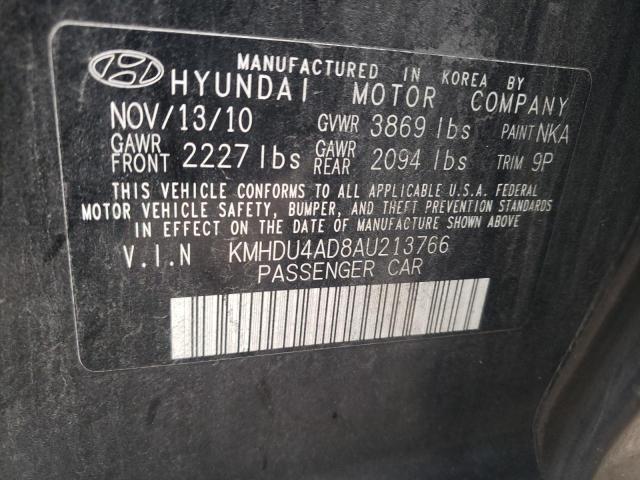 MANUFACTURED IN KOREA BY
HYUNDAI MOTOR COMPANY
NOV/13/10 GVWR 3869 lbs PAINT NKA
GAWR FRONT 2227 lbs GAWR REAR 2094 lbs TRIM 9P
THIS VEHICLE CONFORMS TO ALL APPLICABLE U.S.A. FEDERAL
MOTOR VEHICLE SAFETY, BUMPER, AND THEFT PREVENTION STANDARDS
IN EFFECT ON THE DATE OF MANUFACTURE SHOWN ABOVE.
V.I.N KMHDU4AD8AU213766
PASSENGER CAR